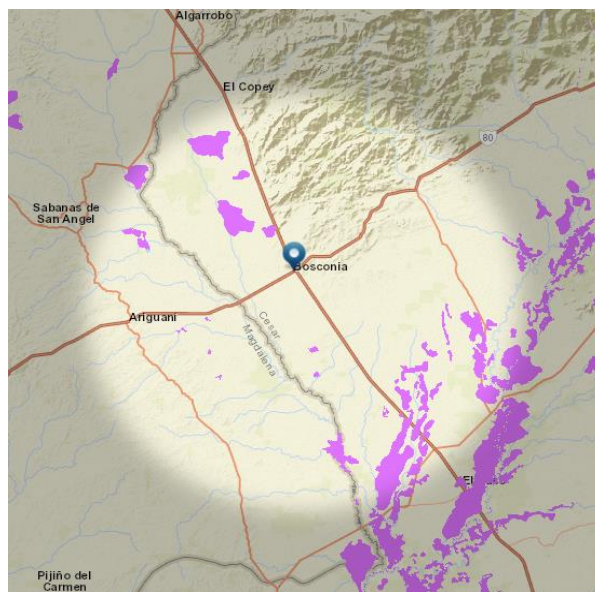 Algarrobo
El Copey
80
Sabanas de
San Angel
Bosconia
Ariguaní
Cesar
Magdalena
Pijiño del
Carmen